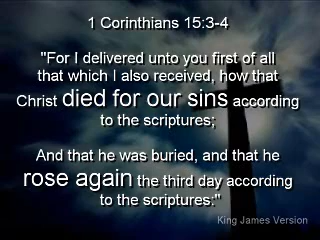 1 Corinthians 15:3-4
"For I delivered unto you first of all
that which I also received, how that
Christ died for our sins according
to the scriptures;
And that he was buried, and that he
rose again the third day according
to the scriptures:"
King James Version